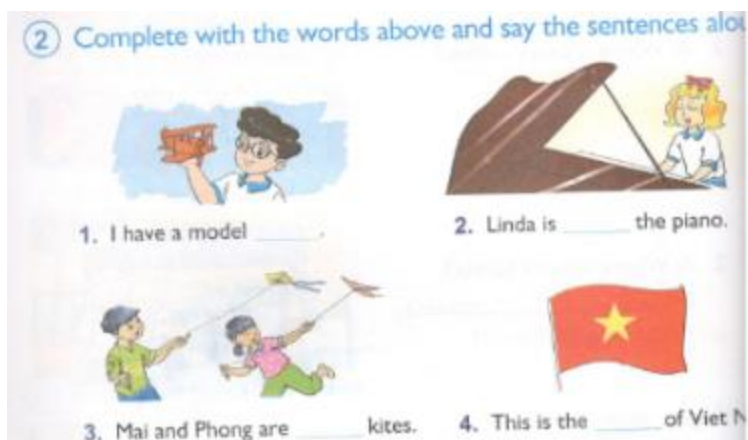 2 Complete with the words above and say the sentences
1. I have a model ______.
2. Linda is ______ the piano.
3. Mai and Phong are ______ kites.
4. This is the ______ of Viet